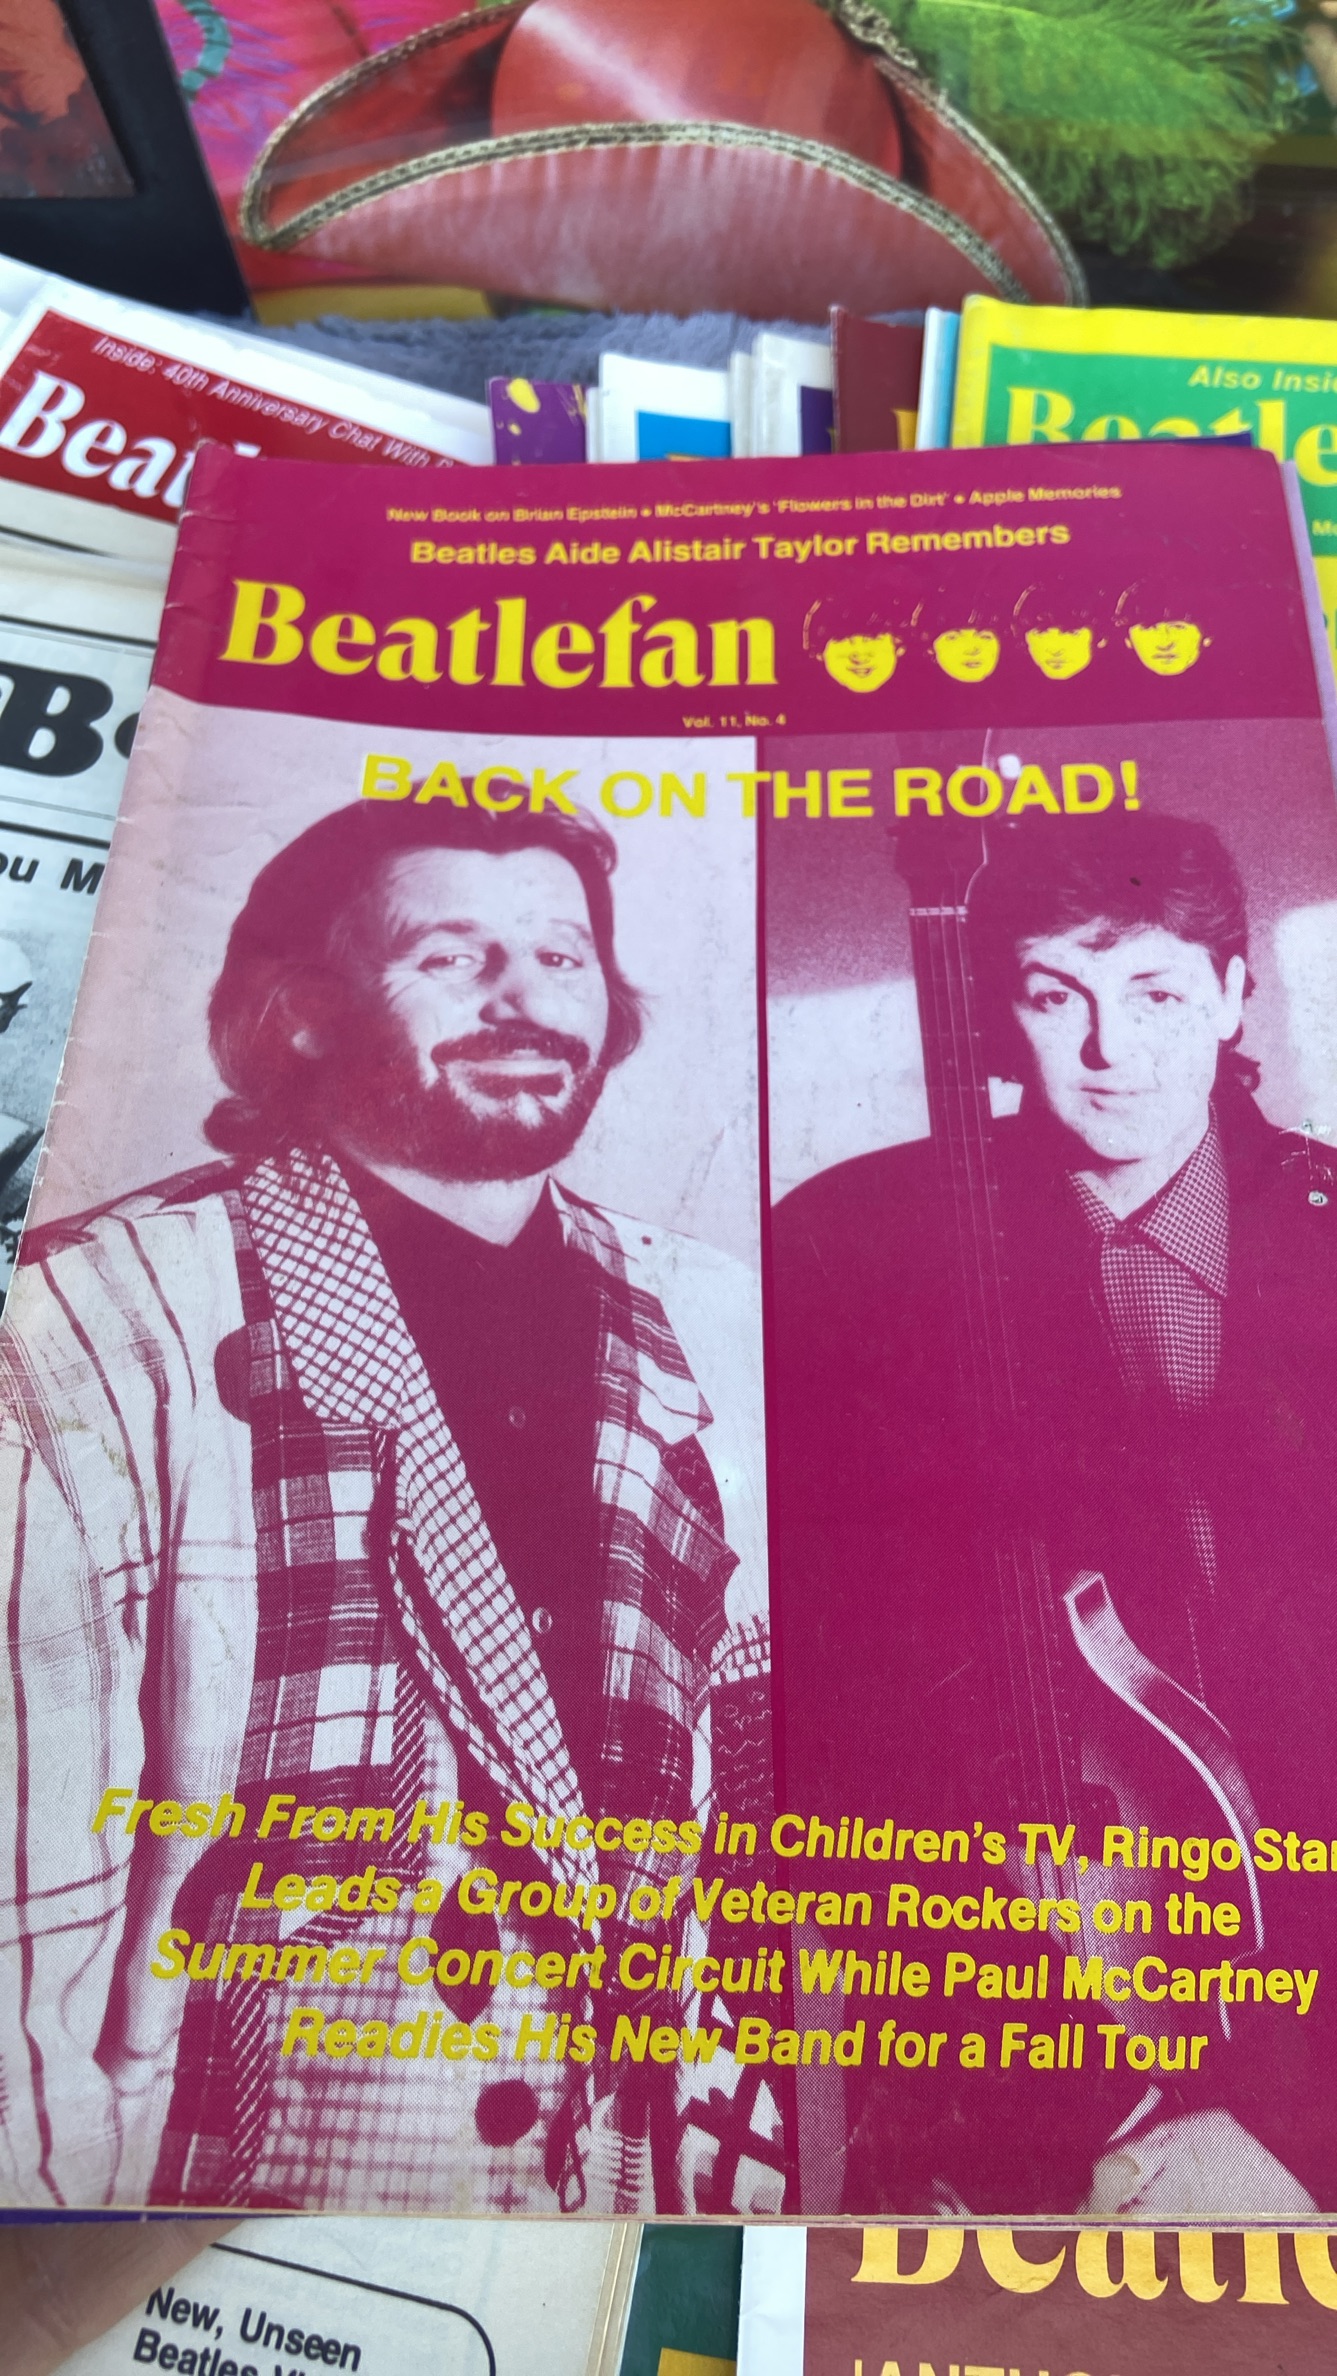 Inside: 40th Anniversary Chat With
Beat
Also Insi
Beatle
New Book on Brian Epstein • McCartney's 'Flowers in the Dirt' • Apple Memories
Beatles Aide Alistair Taylor Remembers
Beatlefan
Vol. 11, No. 4
BACK ON THE ROAD!
B
ou M
Fresh From His Success in Children's TV, Ringo Star
Leads a Group of Veteran Rockers on the
Summer Concert Circuit While Paul McCartney
Readies His New Band for a Fall Tour
New, Unseen
Beatles
Beatle